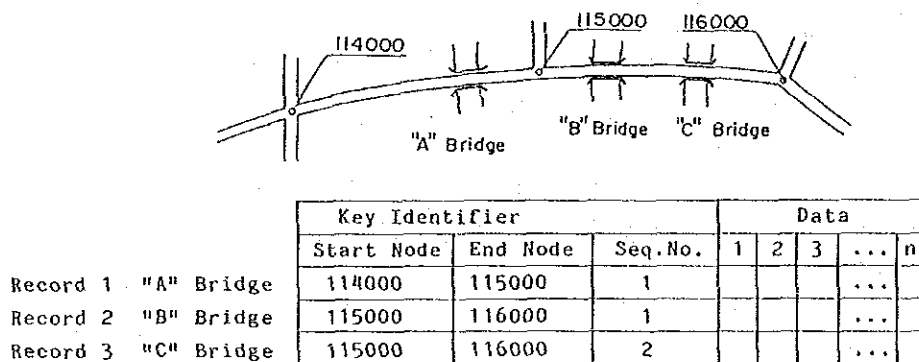 115000 116000
114000
"A" Bridge "B" Bridge "C" Bridge
Key Identifier Data
Start Node End Node Seq.No. 1 2 3 ... n
Record 1 "A" Bridge 114000 115000 1 ...
Record 2 "B" Bridge 115000 116000 1 ...
Record 3 "C" Bridge 115000 116000 2 ...